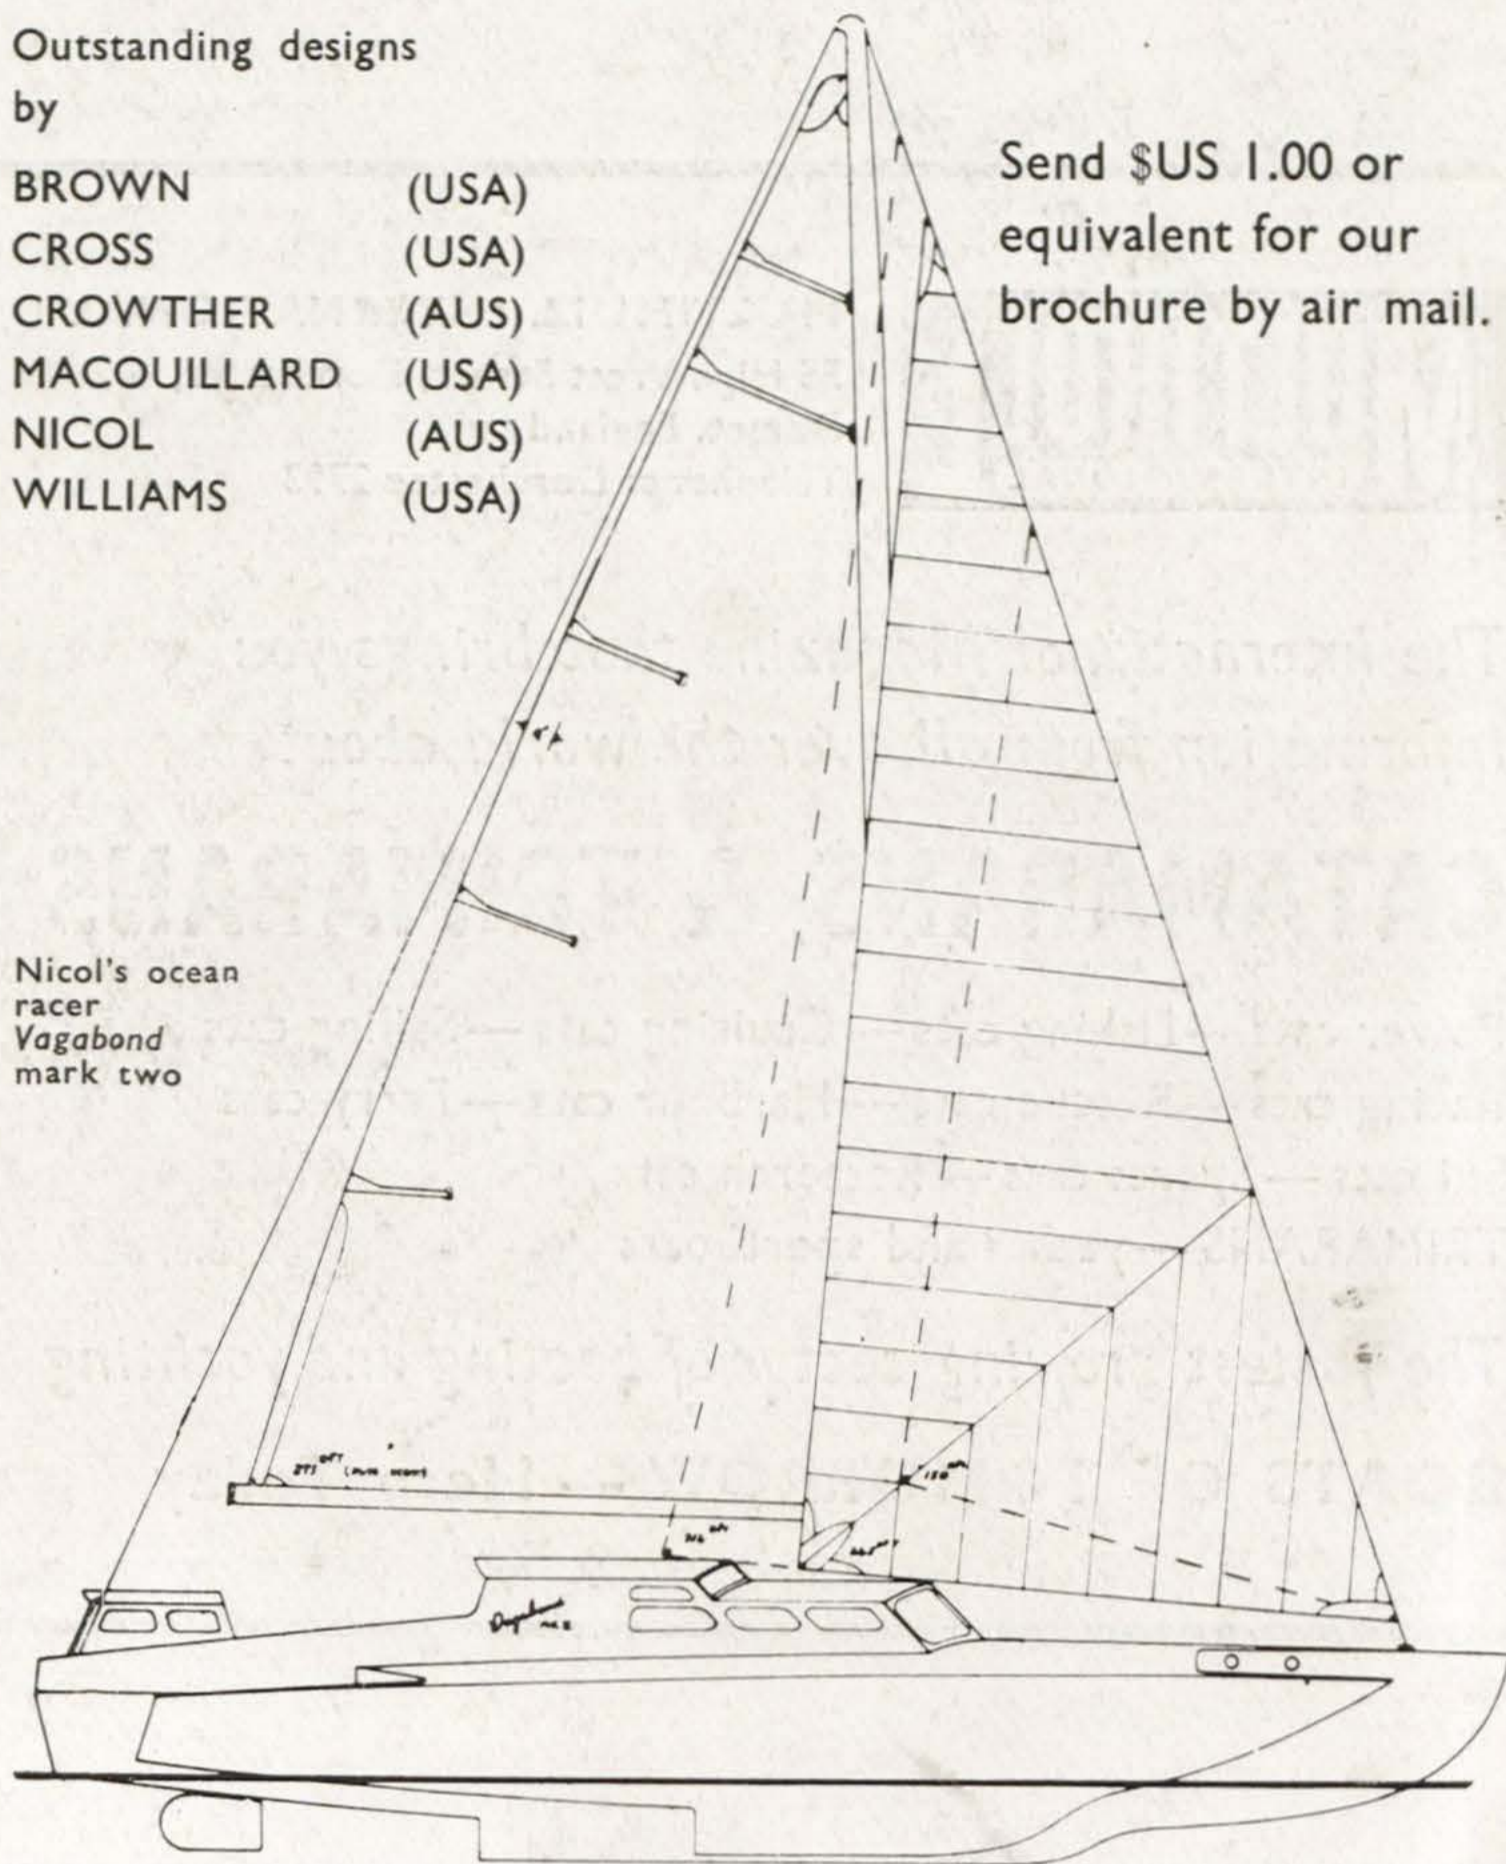 Outstanding designs
by
BROWN (USA)
CROSS (USA)
CROWTHER (AUS)
MACOUILLARD (USA)
NICOL (AUS)
WILLIAMS (USA)
Send $US 1.00 or
equivalent for our
brochure by air mail.
Nicol's ocean
racer
Vagabond
mark two